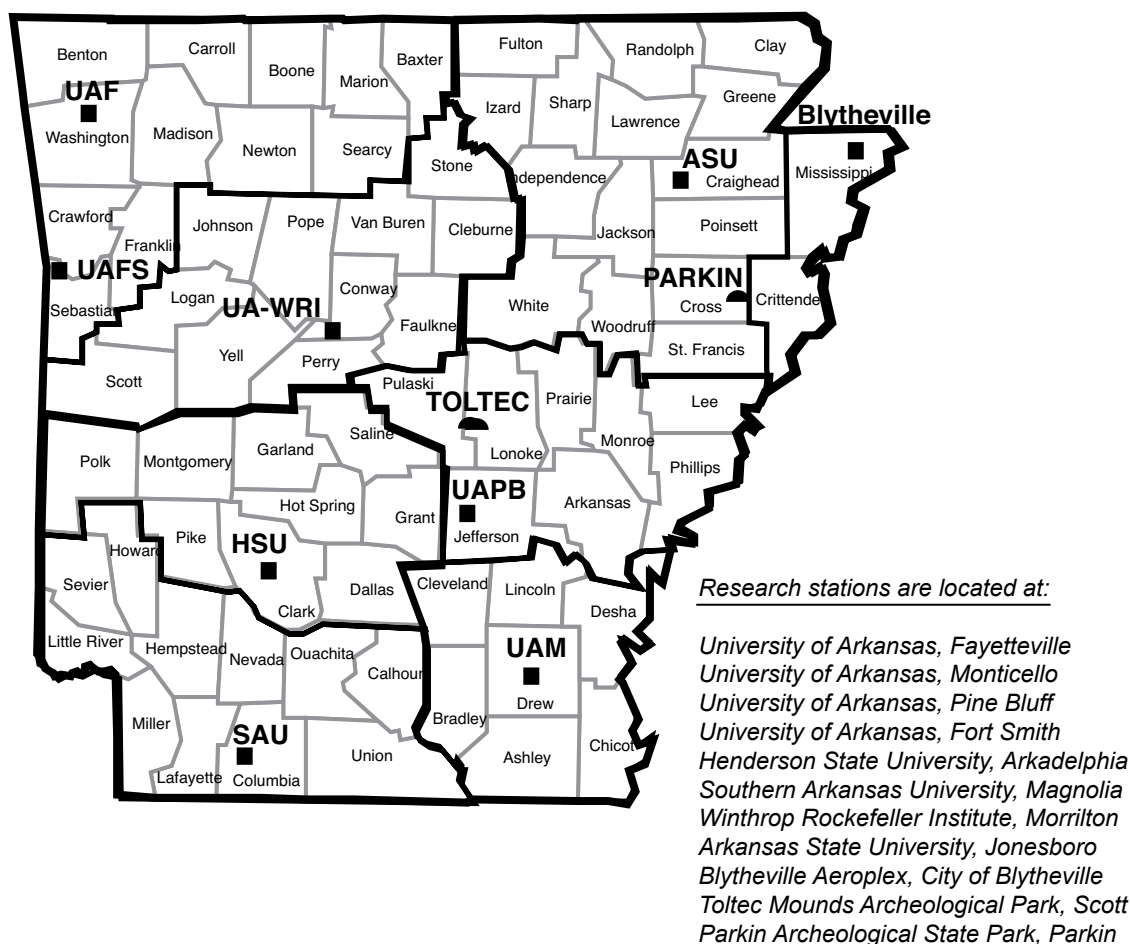 Benton
Carroll
Boone
Marion
Baxter
Fulton
Randolph
Clay
UAF
Washington
Madison
Newton
Searcy
Stone
Izard
Sharp
Lawrence
Greene
Blytheville
Mississippi
ASU
Craighead
Independence
Crawford
Franklin
Johnson
Pope
Van Buren
Cleburne
Jackson
Poinsett
UAFS
Sebastian
Logan
UA-WRI
Conway
Faulkne
White
Woodruff
PARKIN
Cross
Crittende
Scott
Yell
Perry
Pulaski
St. Francis
TOLTEC
Prairie
Lee
Polk
Montgomery
Garland
Saline
Lonoke
Monroe
Phillips
Hot Spring
Grant
UAPB
Jefferson
Arkansas
Howard
Pike
HSU
Clark
Dallas
Cleveland
Lincoln
Desha
Sevier
Little River
Hempstead
Nevada
Ouachita
Calhoun
UAM
Drew
Miller
Lafayette
SAU
Columbia
Union
Bradley
Ashley
Chicot
Research stations are located at:
University of Arkansas, Fayetteville
University of Arkansas, Monticello
University of Arkansas, Pine Bluff
University of Arkansas, Fort Smith
Henderson State University, Arkadelphia
Southern Arkansas University, Magnolia
Winthrop Rockefeller Institute, Morrilton
Arkansas State University, Jonesboro
Blytheville Aeroplex, City of Blytheville
Toltec Mounds Archeological Park, Scott
Parkin Archeological State Park, Parkin